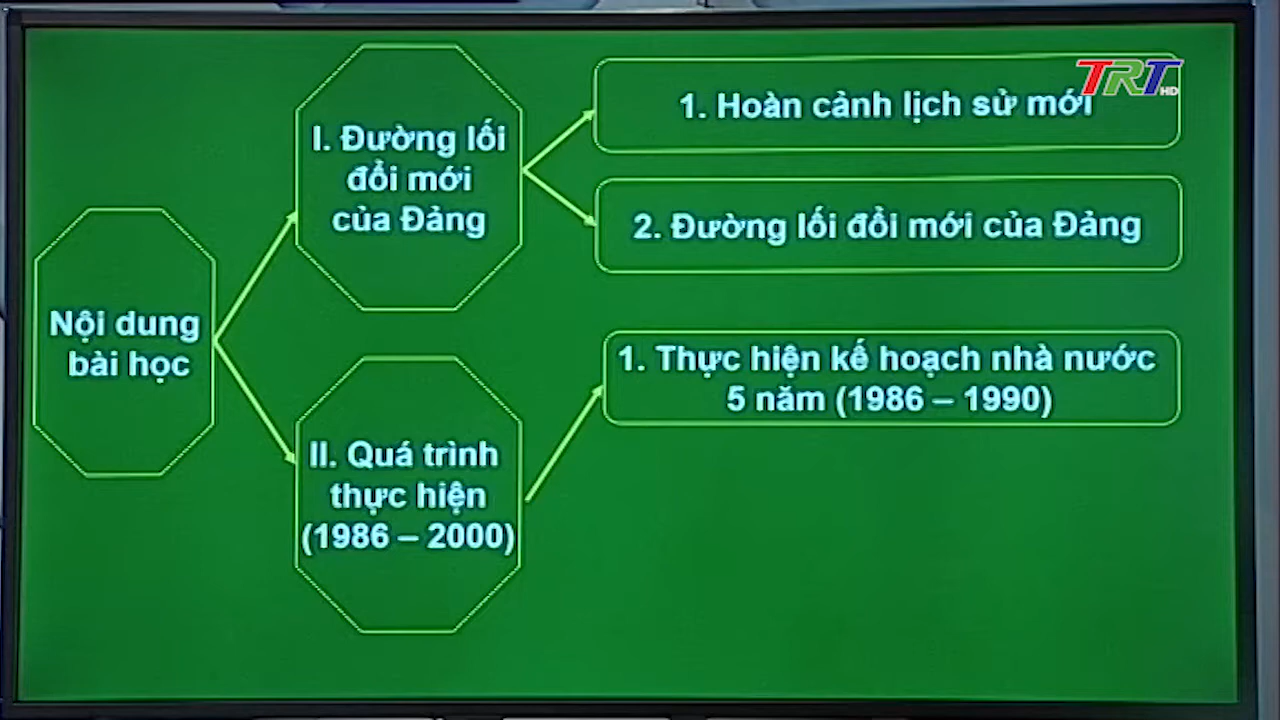 TRT
HD
1. Hoàn cảnh lịch sử mới
I. Đường lối
đổi mới
của Đảng
2. Đường lối đổi mới của Đảng
Nội dung
bài học
1. Thực hiện kế hoạch nhà nước
5 năm (1986 – 1990)
II. Quá trình
thực hiện
(1986 – 2000)